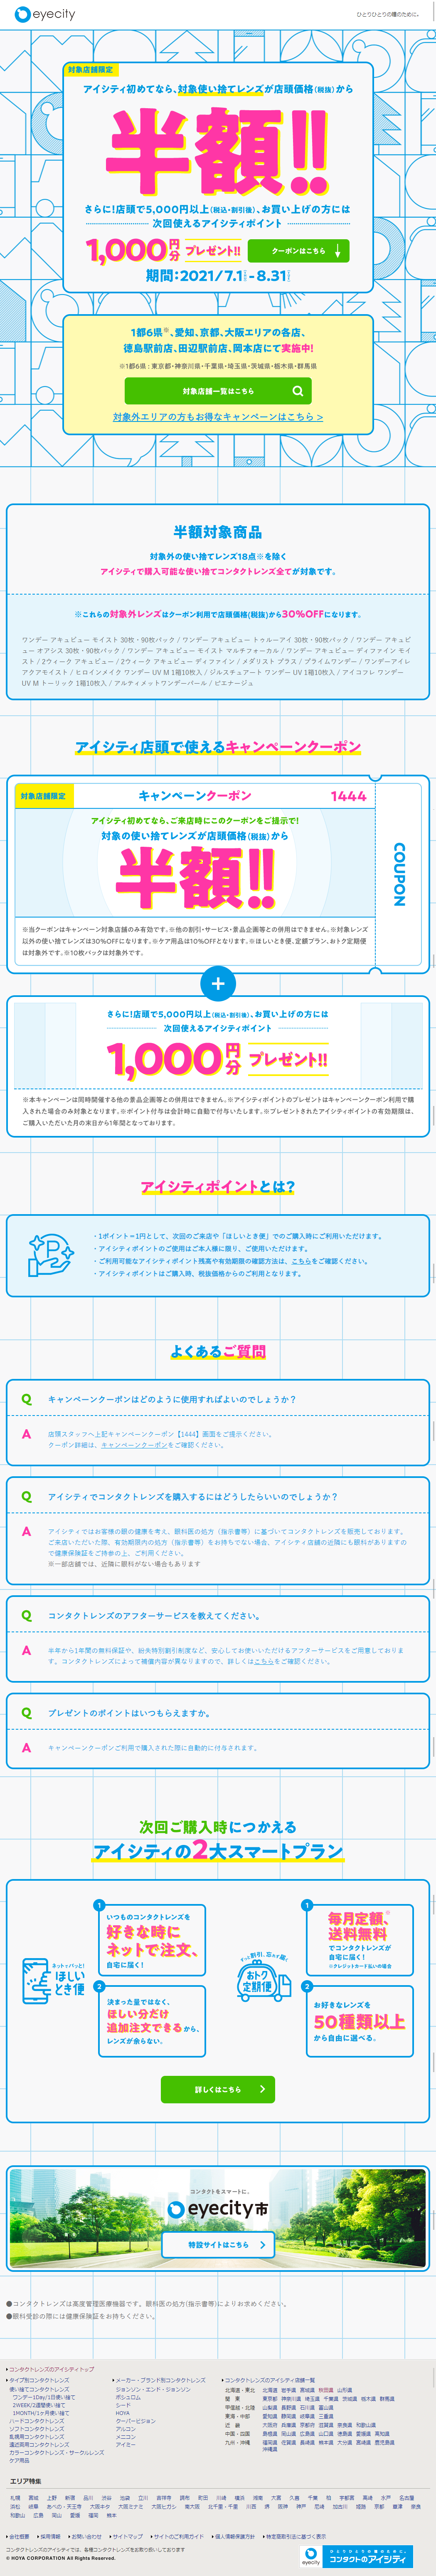 eyecity
ひとりひとりの瞳のために。
対象店舗限定
アイシティ初めてなら、対象使い捨てレンズが店頭価格(税抜)から
半額!!
さらに!店頭で5,000円以上(税込・割引後)、お買い上げの方には
次回使えるアイシティポイント
1,000円分 プレゼント!!
クーポンはこちら
期間:2021/7.1-8.31
1都6県※、愛知、京都、大阪エリアの各店、
徳島駅前店、田辺駅前店、岡本店にて実施中!
※1都6県：東京都・神奈川県・千葉県・埼玉県・茨城県・栃木県・群馬県
対象店舗一覧はこちら
対象外エリアの方もお得なキャンペーンはこちら >
半額対象商品
対象外の使い捨てレンズ18点※を除く
アイシティで購入可能な使い捨てコンタクトレンズ全てが対象です。
※これらの対象外レンズはクーポン利用で店頭価格(税抜)から30%OFFになります。
ワンデー アキュビュー モイスト 30枚・90枚パック / ワンデー アキュビュー トゥルーアイ 30枚・90枚パック / ワンデー アキュビ
ュー オアシス 30枚・90枚パック / ワンデー アキュビュー モイスト マルチフォーカル / ワンデー アキュビュー ディファイン モイ
スト / 2ウィーク アキュビュー / 2ウィーク アキュビュー ディファイン / メダリスト プラス / プライムワンデー / ワンデーアイレ
アクアモイスト / ヒロインメイク ワンデー UV M 1箱10枚入 / ジルスチュアート ワンデー UV 1箱10枚入 / アイコフレ ワンデー
UV M トーリック 1箱10枚入 / アルティメットワンデーパール / ピエナージュ
アイシティ店頭で使えるキャンペーンクーポン
対象店舗限定
キャンペーンクーポン
1444
アイシティ初めてなら、ご来店時にこのクーポンをご提示で!
対象の使い捨てレンズが店頭価格(税抜)から
半額!!
COUPON
※当クーポンはキャンペーン対象店舗のみ有効です。※他の割引・サービス・景品企画等との併用はできません。※対象レンズ
以外の使い捨てレンズは30%OFFになります。※ケア用品は10%OFFとなります。※ほしいとき便、定額プラン、おトク定期便
は対象外です。※10枚パックは対象外です。
+
さらに!店頭で5,000円以上(税込・割引後)、お買い上げの方には
次回使えるアイシティポイント
1,000円分 プレゼント!!
※本キャンペーンは同時開催する他の景品企画等との併用はできません。※アイシティポイントのプレゼントはキャンペーンクーポン利用で購
入された場合のみ対象となります。※ポイント付与は会計時に自動で付与いたします。※プレゼントされたアイシティポイントの有効期限は、
ご購入いただいた月の末日から1年間となっております。
アイシティポイントとは？
・1ポイント＝1円として、次回のご来店や「ほしいとき便」でのご購入時にご利用いただけます。
・アイシティポイントのご使用はご本人様に限り、ご使用いただけます。
・ご利用可能なアイシティポイント残高や有効期限の確認方法は、こちらをご確認ください。
・アイシティポイントはご購入時、税抜価格からのご利用となります。
よくあるご質問
Q キャンペーンクーポンはどのように使用すればよいのでしょうか？
A 店頭スタッフへ上記キャンペーンクーポン【1444】画面をご提示ください。
クーポン詳細は、キャンペーンクーポンをご確認ください。
Q アイシティでコンタクトレンズを購入するにはどうしたらいいのでしょうか？
A アイシティではお客様の眼の健康を考え、眼科医の処方（指示書等）に基づいてコンタクトレンズを販売しております。
ご来店いただいた際、有効期限内の処方（指示書等）をお持ちでない場合、アイシティ店舗の近隣にも眼科がありますの
で健康保険証をご持参の上、ご利用ください。
※一部店舗では、近隣に眼科がない場合もあります
Q コンタクトレンズのアフターサービスを教えてください。
A 半年から1年間の無料保証や、紛失特別割引制度など、安心してお使いいただけるアフターサービスをご用意しておりま
す。コンタクトレンズによって補償内容が異なりますので、詳しくはこちらをご確認ください。
Q プレゼントのポイントはいつもらえますか。
A キャンペーンクーポンご利用で購入された際に自動的に付与されます。
次回ご購入時につかえる
アイシティの2大スマートプラン
ネットでパッと!
ほしいとき便
1
いつものコンタクトレンズを
好きな時に
ネットで注文、
自宅に届く!
2
決まった量ではなく、
ほしい分だけ
追加注文できるから、
レンズが余らない。
ずーっと割引、忘れず届く!
おトク定期便
1
毎月定額、※
送料無料
でコンタクトレンズが
自宅に届く!
※クレジットカード払いの場合
2
お好きなレンズを
50種類以上
から自由に選べる。
詳しくはこちら
コンタクトをスマートに。
eyecity市
特設サイトはこちら
●コンタクトレンズは高度管理医療機器です。眼科医の処方(指示書等)によりお求めください。
●眼科受診の際には健康保険証をお持ちください。
コンタクトレンズのアイシティトップ
タイプ別コンタクトレンズ
使い捨てコンタクトレンズ
ワンデー1Day/1日使い捨て
2WEEK/2週間使い捨て
1MONTH/1ヶ月使い捨て
ハードコンタクトレンズ
ソフトコンタクトレンズ
乱視用コンタクトレンズ
遠近両用コンタクトレンズ
カラーコンタクトレンズ・サークルレンズ
ケア用品
メーカー・ブランド別コンタクトレンズ
ジョンソン・エンド・ジョンソン
ボシュロム
シード
HOYA
クーパービジョン
アルコン
メニコン
アイミー
コンタクトレンズのアイシティ店舗一覧
北海道・東北 北海道 岩手県 宮城県 秋田県 山形県
関 東 東京都 神奈川県 埼玉県 千葉県 茨城県 栃木県 群馬県
甲信越・北陸 山梨県 長野県 石川県 富山県
東海・中部 愛知県 静岡県 岐阜県 三重県
近 畿 大阪府 兵庫県 京都府 滋賀県 奈良県 和歌山県
中国・四国 島根県 岡山県 広島県 山口県 徳島県 愛媛県 高知県
九州・沖縄 福岡県 佐賀県 長崎県 熊本県 大分県 宮崎県 鹿児島県
沖縄県
エリア特集
札幌 宮城 上野 新宿 品川 渋谷 池袋 立川 吉祥寺 調布 町田 川崎 横浜 湘南 大宮 久喜 千葉 柏 宇都宮 高崎 水戸 名古屋
浜松 岐阜 あべの・天王寺 大阪キタ 大阪ミナミ 大阪ヒガシ 南大阪 北千里・千里 川西 堺 阪神 神戸 尼崎 加古川 姫路 京都 草津 奈良
和歌山 広島 岡山 愛媛 福岡 熊本
会社概要 採用情報 お問い合わせ サイトマップ サイトのご利用ガイド 個人情報保護方針 特定商取引法に基づく表示
コンタクトレンズのアイシティでは、各種コンタクトレンズをお取り扱いしております
© HOYA CORPORATION All Rights Reserved.
eyecity
ひとりひとりの瞳のために。
コンタクトのアイシティ